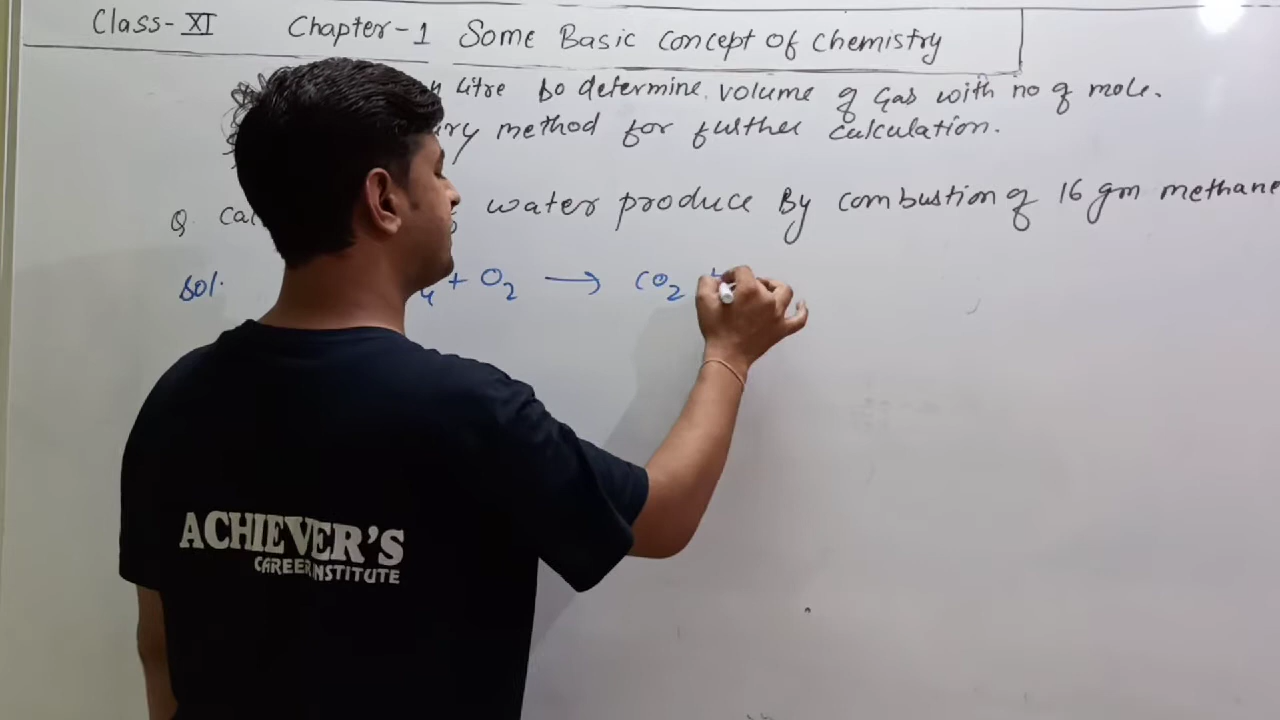 Class-XI Chapter-1 Some Basic concept of chemistry
litre to determine volume of Gas with no of mole.
method for further calculation.
Q. water produce By combustion of 16 gm methane
Sol. 4 + O2 → CO2 +
ACHIEVER'S
CAREER INSTITUTE